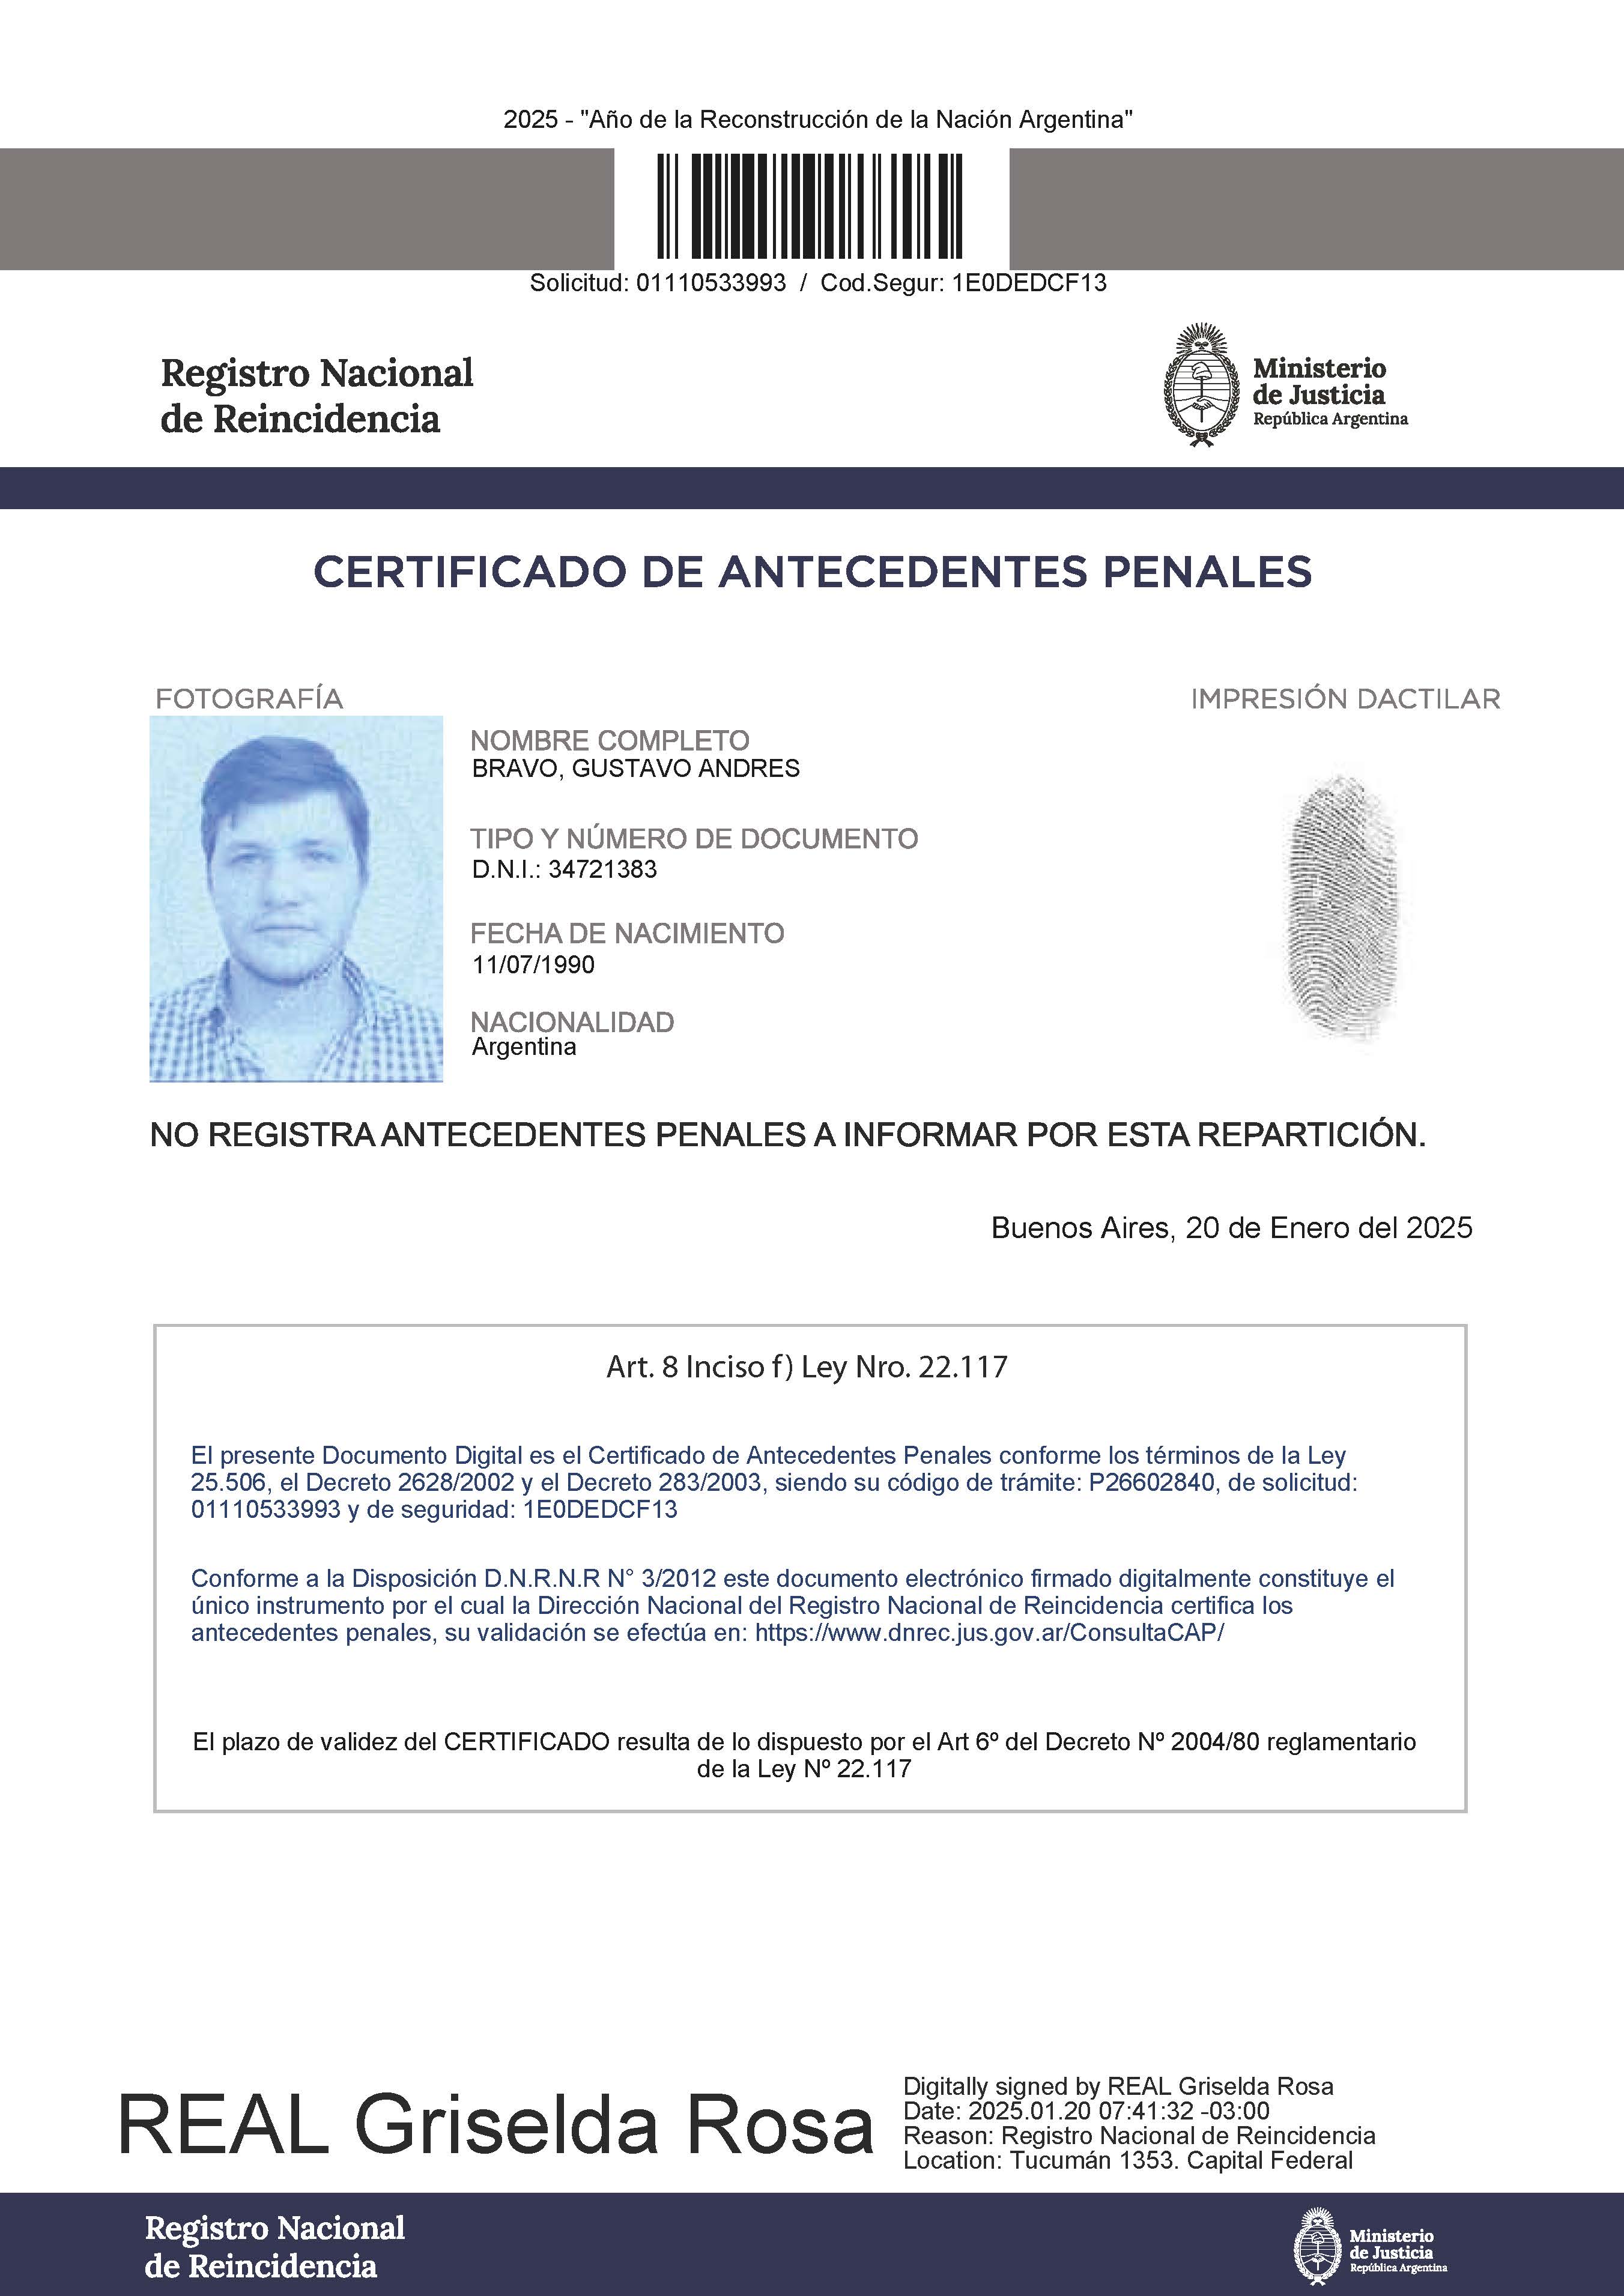 2025 - "Año de la Reconstrucción de la Nación Argentina"
Solicitud: 01110533993 / Cod.Segur: 1E0DEDCF13
Registro Nacional
de Reincidencia
Ministerio
de Justicia
República Argentina
CERTIFICADO DE ANTECEDENTES PENALES
FOTOGRAFÍA
IMPRESIÓN DACTILAR
NOMBRE COMPLETO
BRAVO, GUSTAVO ANDRES
TIPO Y NÚMERO DE DOCUMENTO
D.N.I.: 34721383
FECHA DE NACIMIENTO
11/07/1990
NACIONALIDAD
Argentina
NO REGISTRA ANTECEDENTES PENALES A INFORMAR POR ESTA REPARTICIÓN.
Buenos Aires, 20 de Enero del 2025
Art. 8 Inciso f) Ley Nro. 22.117
El presente Documento Digital es el Certificado de Antecedentes Penales conforme los términos de la Ley
25.506, el Decreto 2628/2002 y el Decreto 283/2003, siendo su código de trámite: P26602840, de solicitud:
01110533993 y de seguridad: 1E0DEDCF13
Conforme a la Disposición D.N.R.N.R N° 3/2012 este documento electrónico firmado digitalmente constituye el
único instrumento por el cual la Dirección Nacional del Registro Nacional de Reincidencia certifica los
antecedentes penales, su validación se efectúa en: https://www.dnrec.jus.gov.ar/ConsultaCAP/
El plazo de validez del CERTIFICADO resulta de lo dispuesto por el Art 6º del Decreto Nº 2004/80 reglamentario
de la Ley Nº 22.117
REAL Griselda Rosa
Digitally signed by REAL Griselda Rosa
Date: 2025.01.20 07:41:32 -03:00
Reason: Registro Nacional de Reincidencia
Location: Tucumán 1353. Capital Federal
Registro Nacional
de Reincidencia
Ministerio
de Justicia
República Argentina